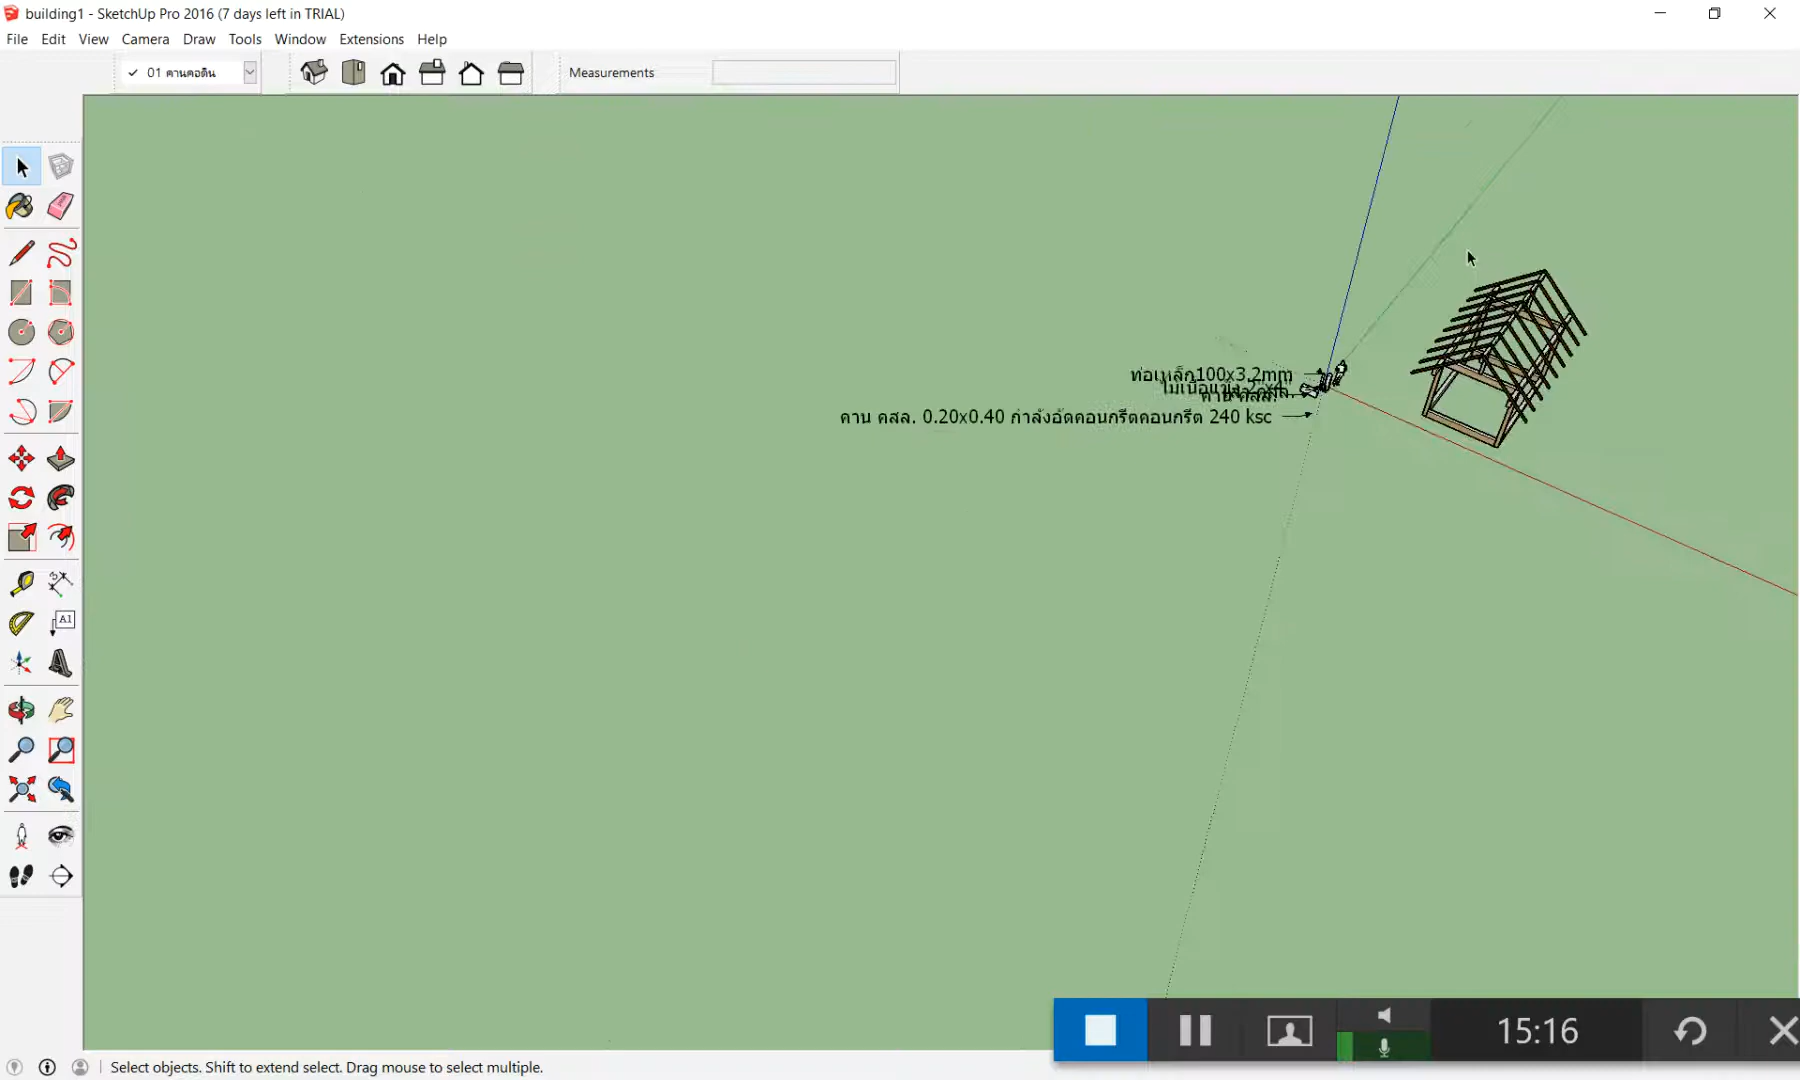 building1 - SketchUp Pro 2016 (7 days left in TRIAL)
File Edit View Camera Draw Tools Window Extensions Help
01 คานคอดิน
Measurements
ท่อเหล็ก100x3.2mm
คาน คสล. 0.20x0.40 กำลังอัดคอนกรีตคอนกรีต 240 ksc
A1
15:16
Select objects. Shift to extend select. Drag mouse to select multiple.